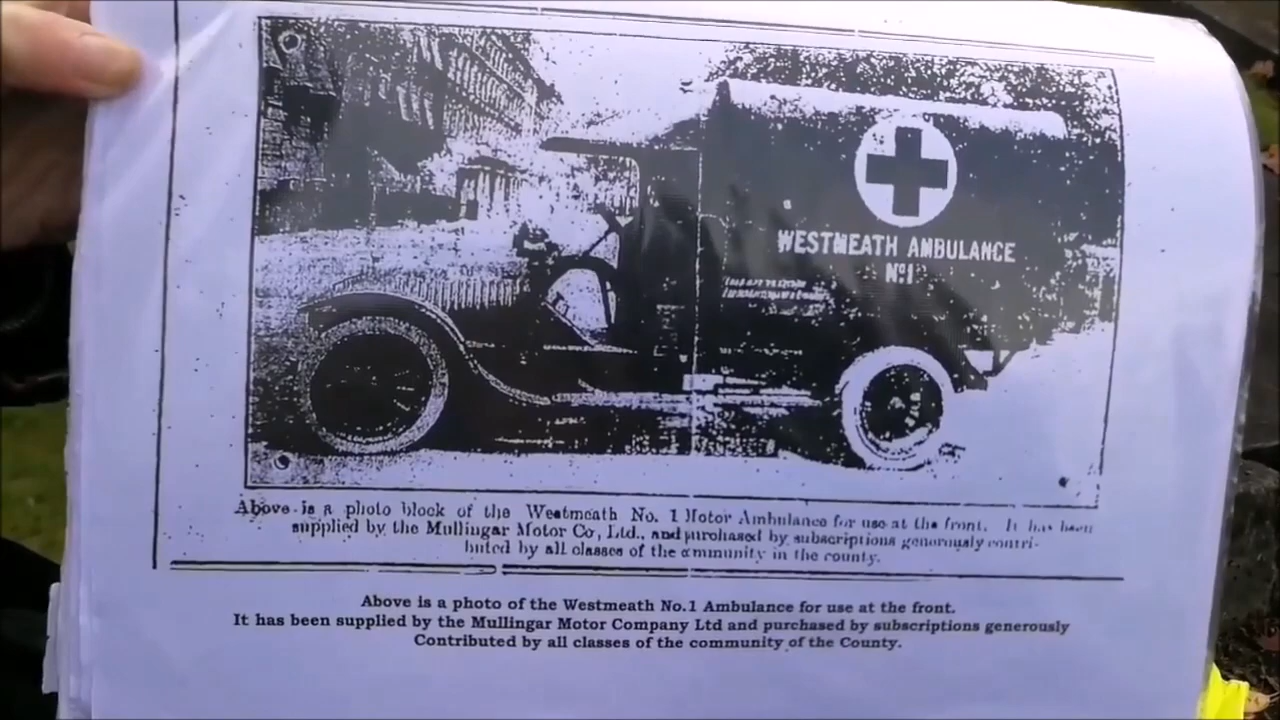 WESTMEATH AMBULANCE
Nº1
Above is a photo block of the Westmeath No. 1 Motor Ambulance for use at the front. It has been
supplied by the Mullingar Motor Co, Ltd., and purchased by subscriptions generously contri-
buted by all classes of the ommunity in the county.
Above is a photo of the Westmeath No.1 Ambulance for use at the front.
It has been supplied by the Mullingar Motor Company Ltd and purchased by subscriptions generously
Contributed by all classes of the community of the County.